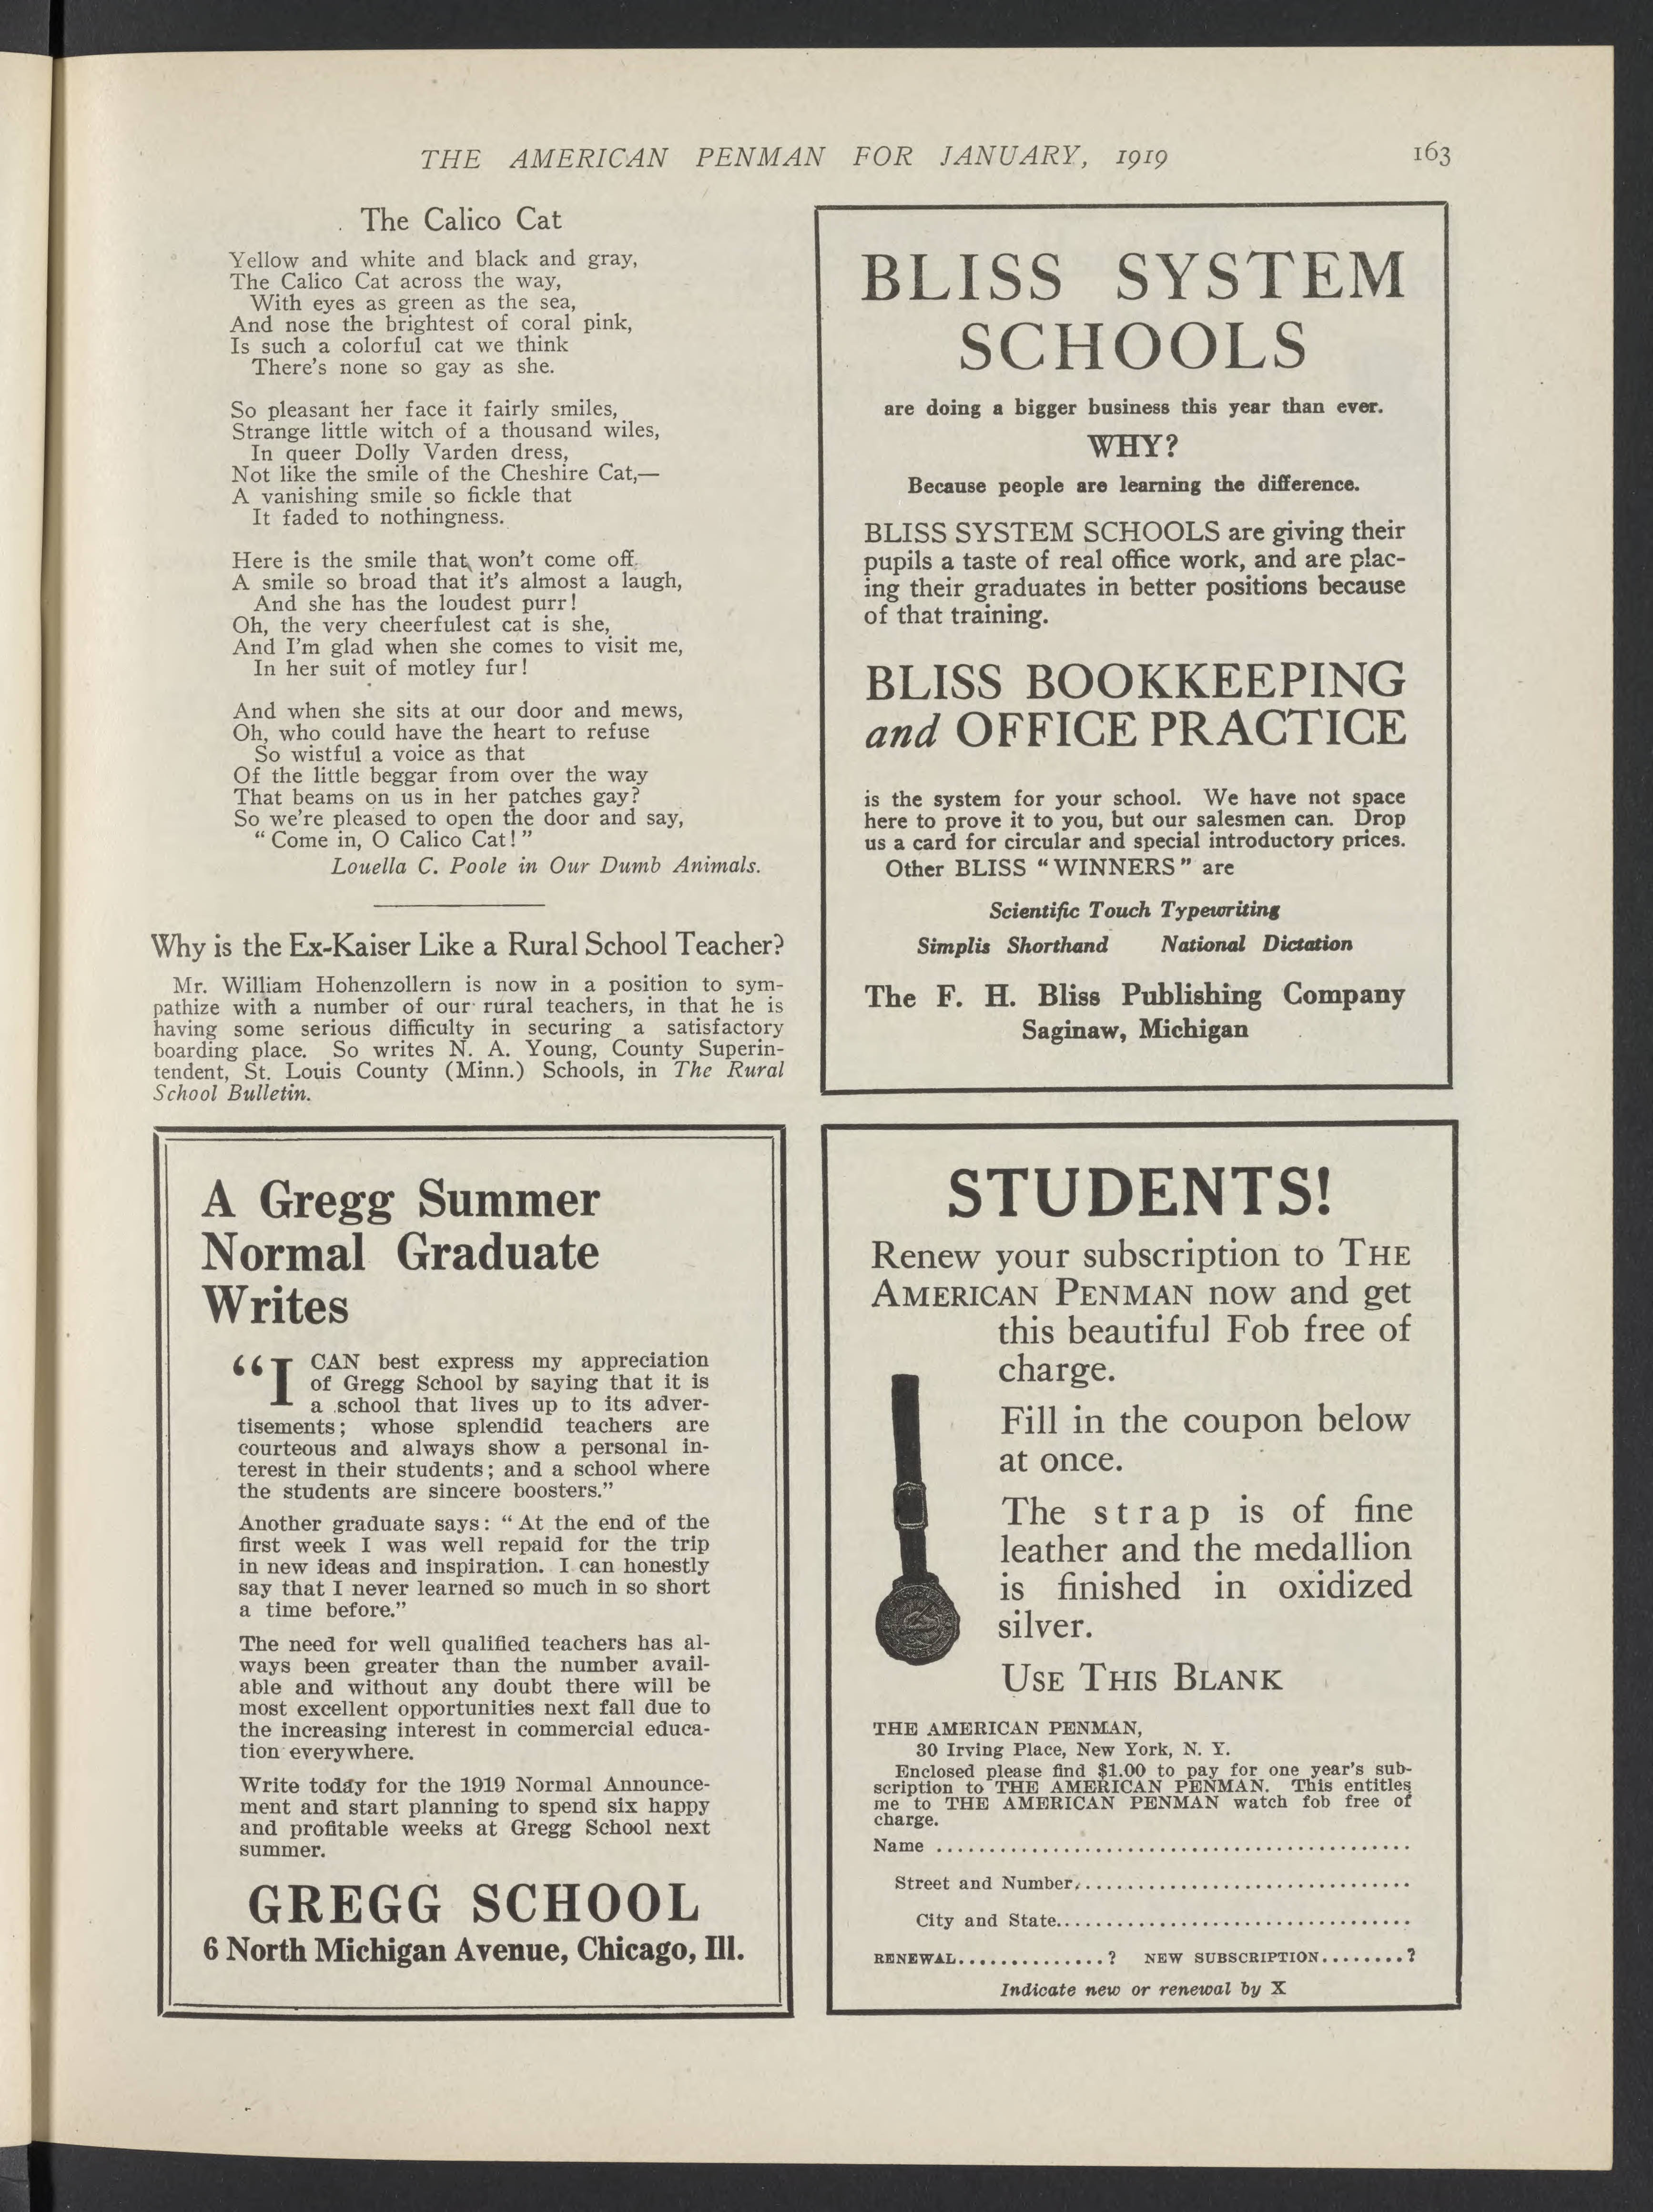 THE AMERICAN PENMAN FOR JANUARY, 1919
163
The Calico Cat
Yellow and white and black and gray,
The Calico Cat across the way,
With eyes as green as the sea,
And nose the brightest of coral pink,
Is such a colorful cat we think
There's none so gay as she.
So pleasant her face it fairly smiles,
Strange little witch of a thousand wiles,
In queer Dolly Varden dress,
Not like the smile of the Cheshire Cat,—
A vanishing smile so fickle that
It faded to nothingness.
Here is the smile that won't come off.
A smile so broad that it's almost a laugh,
And she has the loudest purr!
Oh, the very cheerfulest cat is she,
And I'm glad when she comes to visit me,
In her suit of motley fur!
And when she sits at our door and mews,
Oh, who could have the heart to refuse
So wistful a voice as that
Of the little beggar from over the way
That beams on us in her patches gay?
So we're pleased to open the door and say,
“ Come in, O Calico Cat! ”
Louella C. Poole in Our Dumb Animals.
Why is the Ex-Kaiser Like a Rural School Teacher?
Mr. William Hohenzollern is now in a position to sym-
pathize with a number of our rural teachers, in that he is
having some serious difficulty in securing a satisfactory
boarding place. So writes N. A. Young, County Superin-
tendent, St. Louis County (Minn.) Schools, in The Rural
School Bulletin.
A Gregg Summer
Normal Graduate
Writes
“I CAN best express my appreciation
of Gregg School by saying that it is
a school that lives up to its adver-
tisements; whose splendid teachers are
courteous and always show a personal in-
terest in their students; and a school where
the students are sincere boosters.”
Another graduate says: “ At the end of the
first week I was well repaid for the trip
in new ideas and inspiration. I can honestly
say that I never learned so much in so short
a time before.”
The need for well qualified teachers has al-
ways been greater than the number avail-
able and without any doubt there will be
most excellent opportunities next fall due to
the increasing interest in commercial educa-
tion everywhere.
Write today for the 1919 Normal Announce-
ment and start planning to spend six happy
and profitable weeks at Gregg School next
summer.
GREGG SCHOOL
6 North Michigan Avenue, Chicago, Ill.
BLISS SYSTEM
SCHOOLS
are doing a bigger business this year than ever.
WHY?
Because people are learning the difference.
BLISS SYSTEM SCHOOLS are giving their
pupils a taste of real office work, and are plac-
ing their graduates in better positions because
of that training.
BLISS BOOKKEEPING
and OFFICE PRACTICE
is the system for your school. We have not space
here to prove it to you, but our salesmen can. Drop
us a card for circular and special introductory prices.
Other BLISS “ WINNERS ” are
Scientific Touch Typewriting
Simplis Shorthand National Dictation
The F. H. Bliss Publishing Company
Saginaw, Michigan
STUDENTS!
Renew your subscription to THE
AMERICAN PENMAN now and get
this beautiful Fob free of
charge.
Fill in the coupon below
at once.
The strap is of fine
leather and the medallion
is finished in oxidized
silver.
USE THIS BLANK
THE AMERICAN PENMAN,
30 Irving Place, New York, N. Y.
Enclosed please find $1.00 to pay for one year's sub-
scription to THE AMERICAN PENMAN. This entitles
me to THE AMERICAN PENMAN watch fob free of
charge.
Name ..............................................
Street and Number................................
City and State..................................
RENEWAL..............? NEW SUBSCRIPTION........?
Indicate new or renewal by X